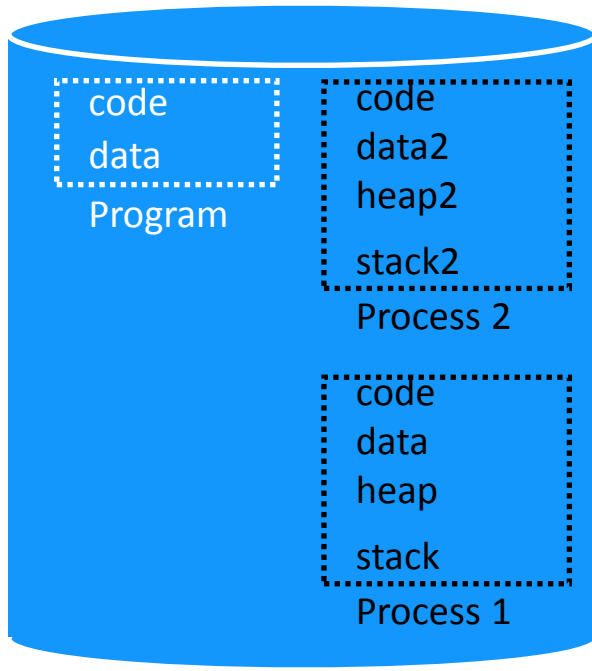 code
data
Program
code
data2
heap2
stack2
Process 2
code
data
heap
stack
Process 1